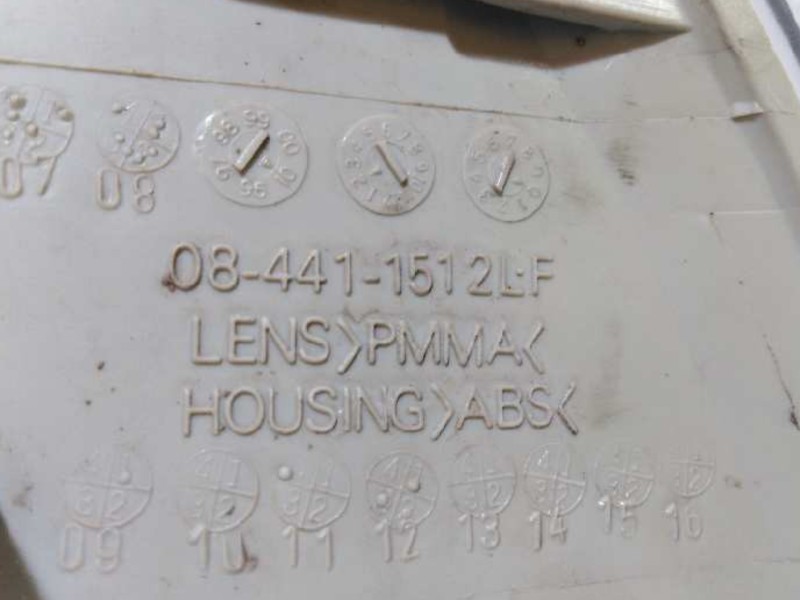 07 08
08-441-1512L·F
LENS>PMMA<
HOUSING>ABS<
09 10 11 12 13 14 15 16